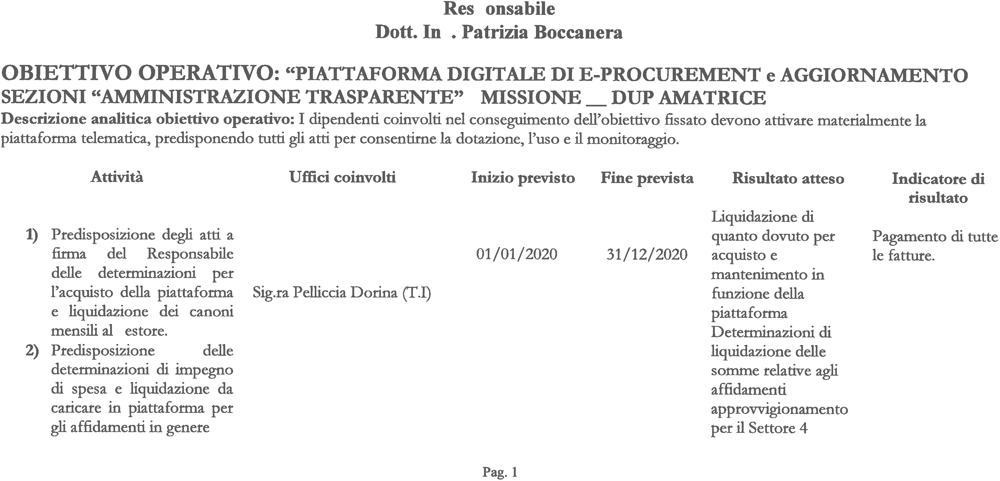 Res onsabile
Dott. In . Patrizia Boccanera
OBIETTIVO OPERATIVO: “PIATTAFORMA DIGITALE DI E-PROCUREMENT e AGGIORNAMENTO
SEZIONI “AMMINISTRAZIONE TRASPARENTE” MISSIONE __ DUP AMATRICE
Descrizione analitica obiettivo operativo: I dipendenti coinvolti nel conseguimento dell’obiettivo fissato devono attivare materialmente la
piattaforma telematica, predisponendo tutti gli atti per consentirne la dotazione, l’uso e il monitoraggio.
Attività
Uffici coinvolti
Inizio previsto
Fine prevista
Risultato atteso
Indicatore di
risultato
1) Predisposizione degli atti a
firma del Responsabile
delle determinazioni per
l’acquisto della piattaforma
e liquidazione dei canoni
mensili al estore.
2) Predisposizione delle
determinazioni di impegno
di spesa e liquidazione da
caricare in piattaforma per
gli affidamenti in genere
Sig.ra Pelliccia Dorina (T.I)
01/01/2020
31/12/2020
Liquidazione di
quanto dovuto per
acquisto e
mantenimento in
funzione della
piattaforma
Determinazioni di
liquidazione delle
somme relative agli
affidamenti
approvvigionamento
per il Settore 4
Pagamento di tutte
le fatture.
Pag. 1